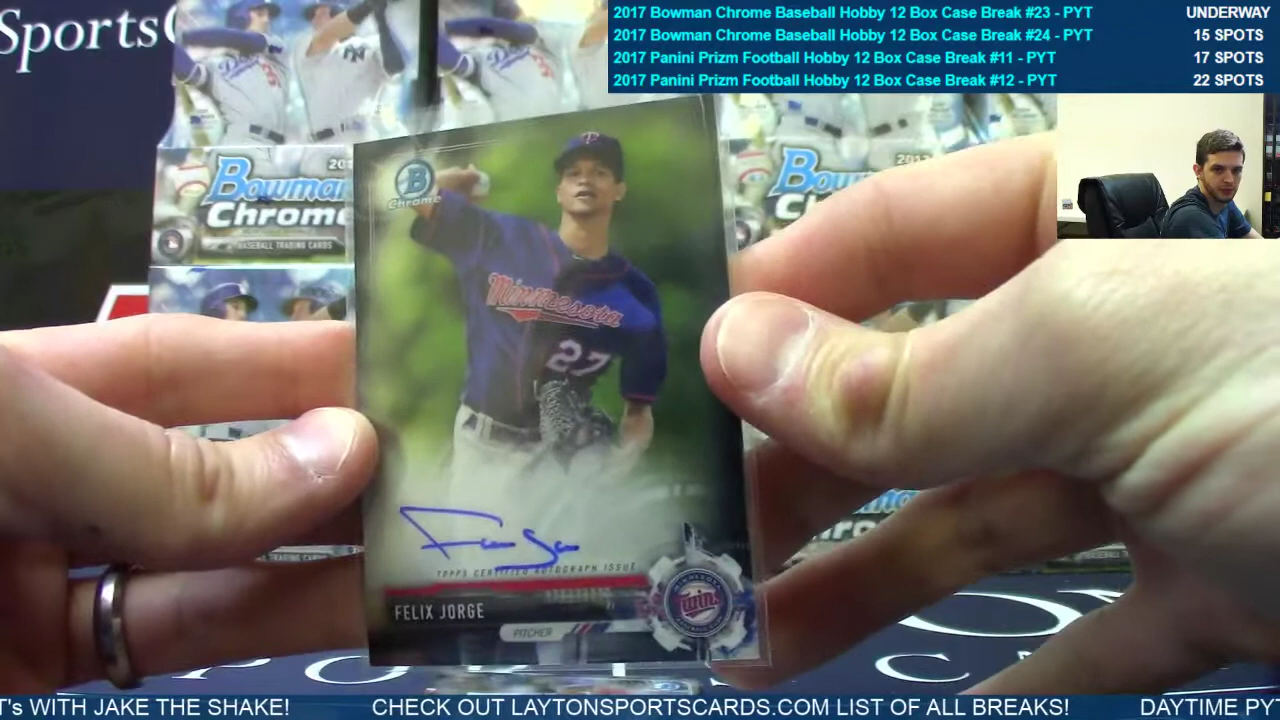 2017 Bowman Chrome Baseball Hobby 12 Box Case Break #23 - PYT UNDERWAY
2017 Bowman Chrome Baseball Hobby 12 Box Case Break #24 - PYT 15 SPOTS
2017 Panini Prizm Football Hobby 12 Box Case Break #11 - PYT 17 SPOTS
2017 Panini Prizm Football Hobby 12 Box Case Break #12 - PYT 22 SPOTS
Sports
Bowman
Chrome
BASEBALL TRADING CARDS
B
Chrome
Minnesota
27
TOPPS CERTIFIED AUTOGRAPH ISSUE
FELIX JORGE
PITCHER
Twins
T's WITH JAKE THE SHAKE! CHECK OUT LAYTONSPORTSCARDS.COM LIST OF ALL BREAKS! DAYTIME PY